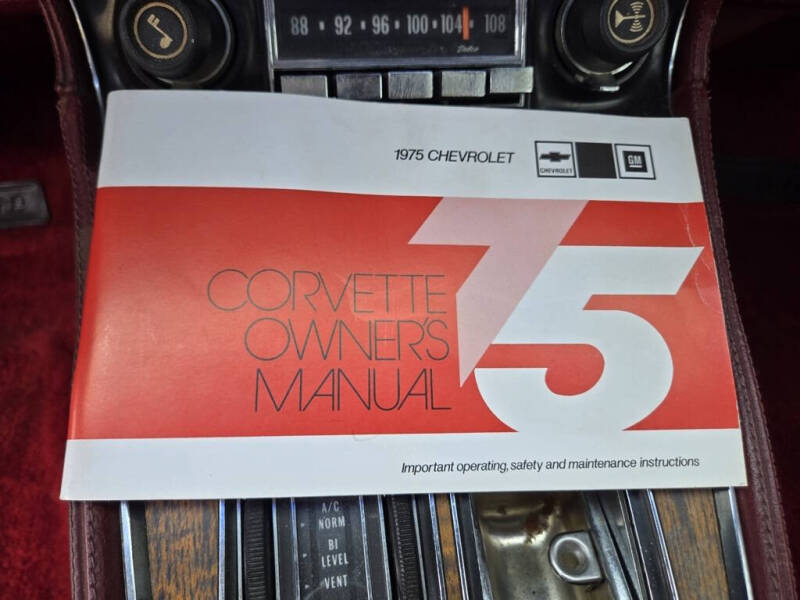 88 • 92 • 96 • 100 • 104 • 108
Delco
1975 CHEVROLET
CHEVROLET
GM
75
CORVETTE
OWNER'S
MANUAL
Important operating, safety and maintenance instructions
A/C
NORM
BI
LEVEL
VENT